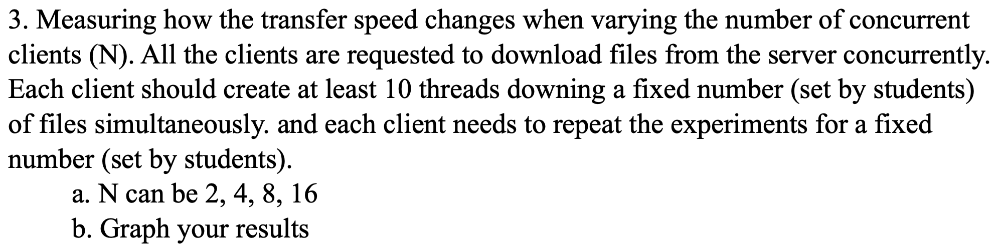 3. Measuring how the transfer speed changes when varying the number of concurrent
clients (N). All the clients are requested to download files from the server concurrently.
Each client should create at least 10 threads downing a fixed number (set by students)
of files simultaneously. and each client needs to repeat the experiments for a fixed
number (set by students).
a. N can be 2, 4, 8, 16
b. Graph your results